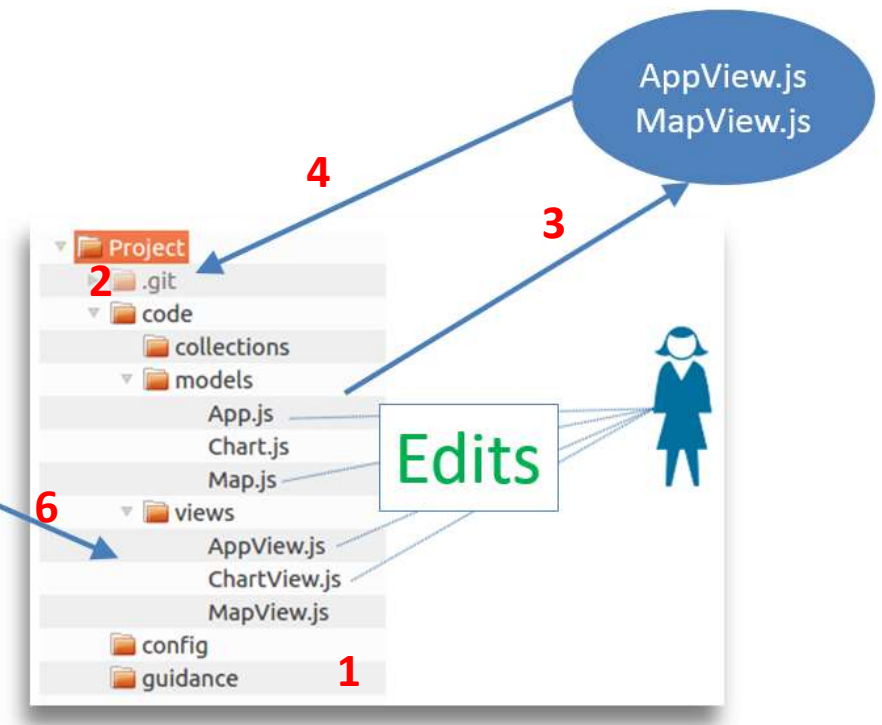 AppView.js
MapView.js
4
3
Project
2
.git
code
collections
models
App.js
Chart.js
Map.js
Edits
6
views
AppView.js
ChartView.js
MapView.js
config
guidance
1